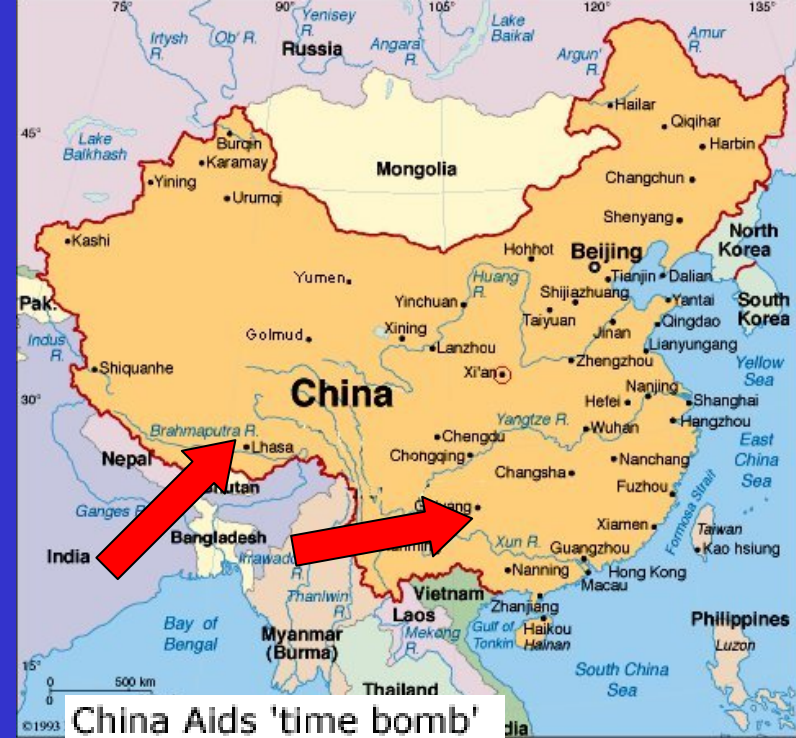 75°
90°
105°
120°
135°
Irtysh
R.
Ob' R.
Yenisey
R.
Russia
Angara
R.
Lake
Baikal
Argun'
R.
Amur
R.
45°
Lake
Balkhash
Burqin
Karamay
Yining
Urumqi
Kashi
Mongolia
Hailar
Qiqihar
Harbin
Changchun
Shenyang
North
Korea
Hohhot
Beijing
Tianjin
Dalian
Yumen
Huang
R.
Yinchuan
Shijiazhuang
Taiyuan
Yantai
South
Korea
Pak.
Indus
R.
Golmud
Xining
Lanzhou
Jinan
Qingdao
Lianyungang
Shiquanhe
Xi'an
Zhengzhou
Yellow
Sea
30°
China
Nanjing
Hefei
Shanghai
Brahmaputra R.
Lhasa
Yangtze R.
Wuhan
Hangzhou
Chengdu
Chongqing
Nepal
Changsha
Nanchang
East
China
Sea
Fuzhou
Ganges
Xiamen
Formosa Strait
Taiwan
Kao hsiung
India
Bangladesh
R.
Xun R.
Guangzhou
Nanning
Hong Kong
Macau
Thanlwin
R.
Vietnam
Zhanjiang
Laos
Bay of
Bengal
Myanmar
(Burma)
Mekong
R.
Gulf of
Tonkin
Haikou
Hainan
Philippines
Luzon
15°
South China
Sea
0
500 km
Thailand
©1993
China Aids 'time bomb'